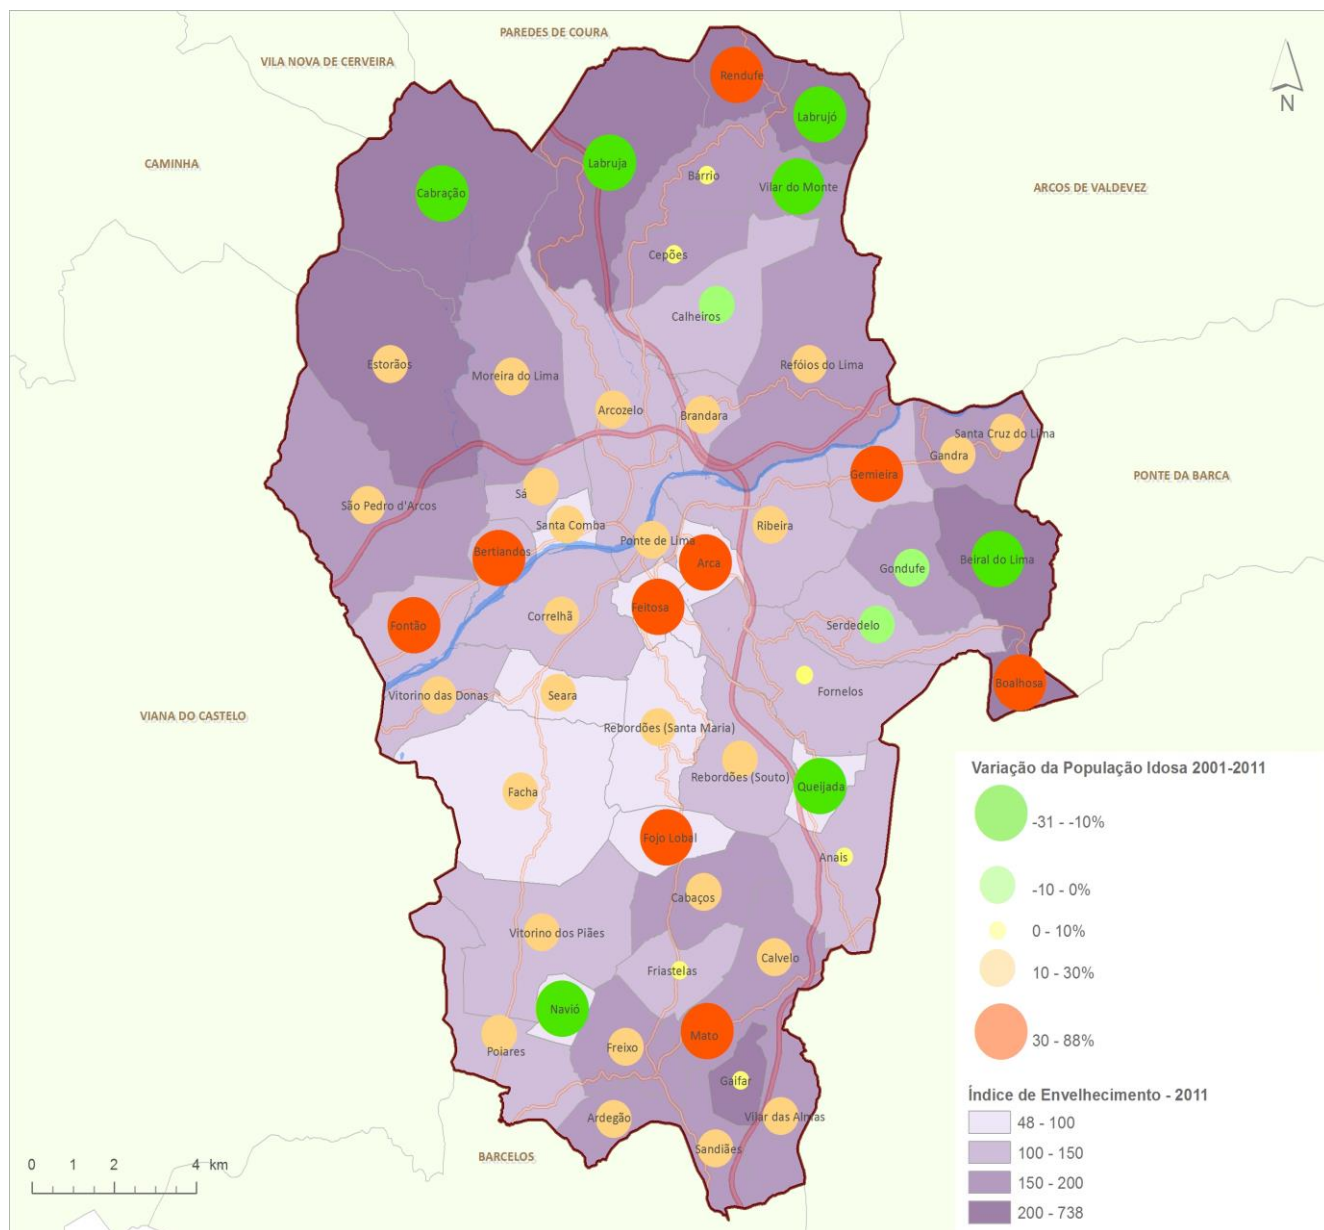 PAREDES DE COURA
VILA NOVA DE CERVEIRA
Rendufe
N
Labrujó
CAMINHA
Labruja
Bárrio
Vilar do Monte
ARCOS DE VALDEVEZ
Cabração
Cepões
Calheiros
Estorãos
Moreira do Lima
Refóios do Lima
Arcozelo
Brandara
Santa Cruz do Lima
Gandra
Gemieira
PONTE DA BARCA
Sá
São Pedro d'Arcos
Santa Comba
Ribeira
Ponte de Lima
Bertiandos
Arca
Gondufe
Beiral do Lima
Feitosa
Correlhã
Fontão
Serdedelo
Boalhosa
Vitorino das Donas
Seara
Fornelos
VIANA DO CASTELO
Rebordões (Santa Maria)
Rebordões (Souto)
Queijada
Facha
Fojo Lobal
Anais
Cabaços
Vitorino dos Piães
Calvelo
Friastelas
Navió
Mato
Poiares
Freixo
Gaifar
Ardegão
Vilar das Almas
Sandiães
BARCELOS
0 1 2 4 km
Variação da População Idosa 2001-2011
-31 - -10%
-10 - 0%
0 - 10%
10 - 30%
30 - 88%
Índice de Envelhecimento - 2011
48 - 100
100 - 150
150 - 200
200 - 738